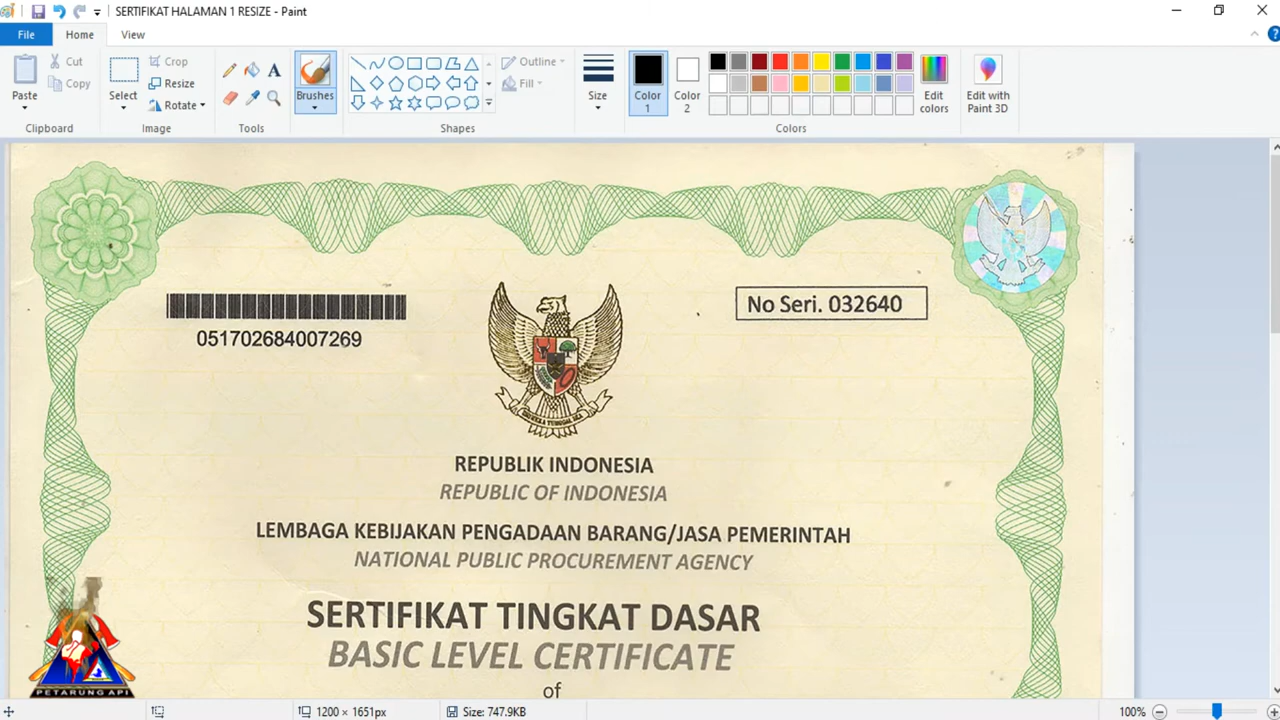 SERTIFIKAT HALAMAN 1 RESIZE - Paint
File
Home
View
Paste
Cut
Copy
Clipboard
Select
Crop
Resize
Rotate
Image
Tools
Brushes
Shapes
Outline
Fill
Size
Color 1
Color 2
Edit colors
Colors
Edit with Paint 3D
051702684007269
No Seri. 032640
BHINNEKA TUNGGAL IKA
REPUBLIK INDONESIA
REPUBLIC OF INDONESIA
LEMBAGA KEBIJAKAN PENGADAAN BARANG/JASA PEMERINTAH
NATIONAL PUBLIC PROCUREMENT AGENCY
SERTIFIKAT TINGKAT DASAR
BASIC LEVEL CERTIFICATE
of
PETARUNG API
1200 × 1651px
Size: 747.9KB
100%